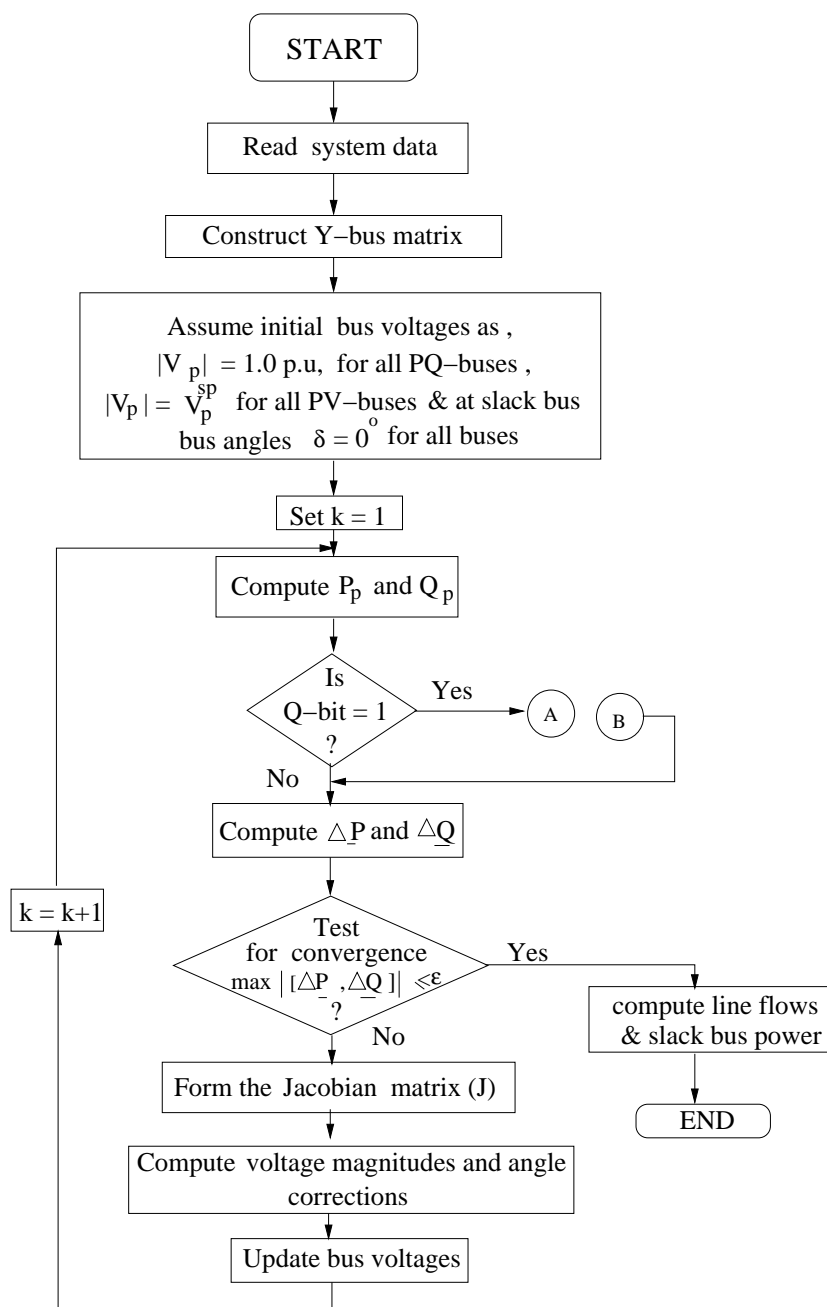 START
Read system data
Construct Y−bus matrix
Assume initial bus voltages as ,
|V p| = 1.0 p.u, for all PQ−buses ,
|Vp| = Vp^sp for all PV−buses & at slack bus
bus angles δ = 0^o for all buses
Set k = 1
Compute Pp and Qp
Is
Q−bit = 1
?
Yes
A
B
No
Compute △P and △Q
k = k+1
Test
for convergence
max | [△P , △Q ]| ⩽ε
?
Yes
No
compute line flows
& slack bus power
END
Form the Jacobian matrix (J)
Compute voltage magnitudes and angle
corrections
Update bus voltages